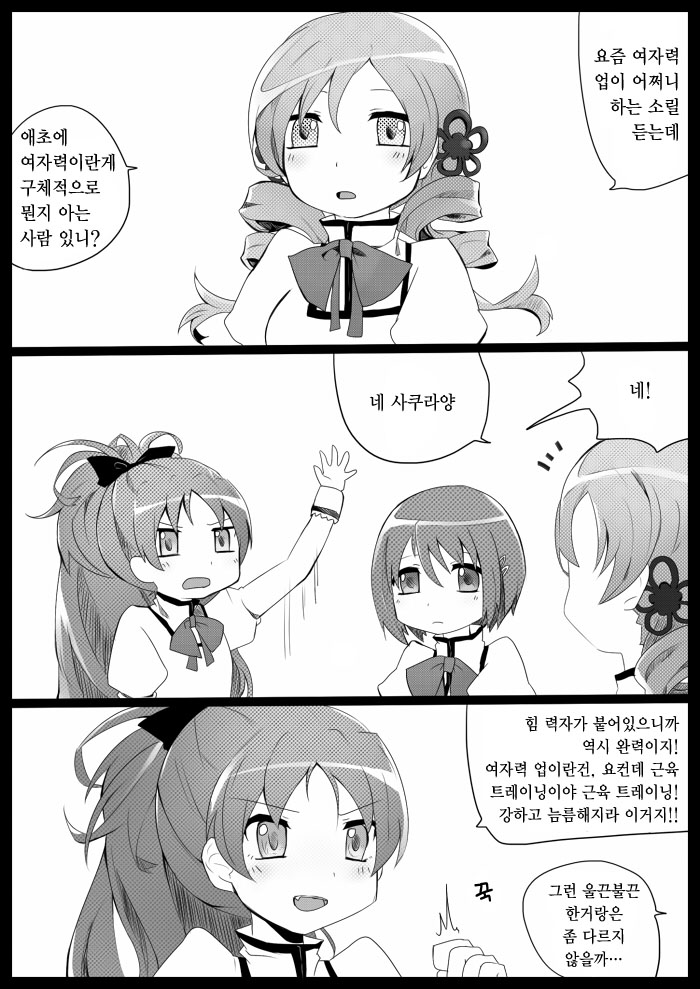 요즘 여자력
업이 어쩌니
하는 소릴
듣는데
애초에
여자력이란게
구체적으로
뭔지 아는
사람 있니?
네!
네 사쿠라양
힘 력자가 붙어있으니까
역시 완력이지!
여자력 업이란건, 요컨데 근육
트레이닝이야 근육 트레이닝!
강하고 늠름해지라 이거지!!
꾹
그런 울끈불끈
한거랑은
좀 다르지
않을까…